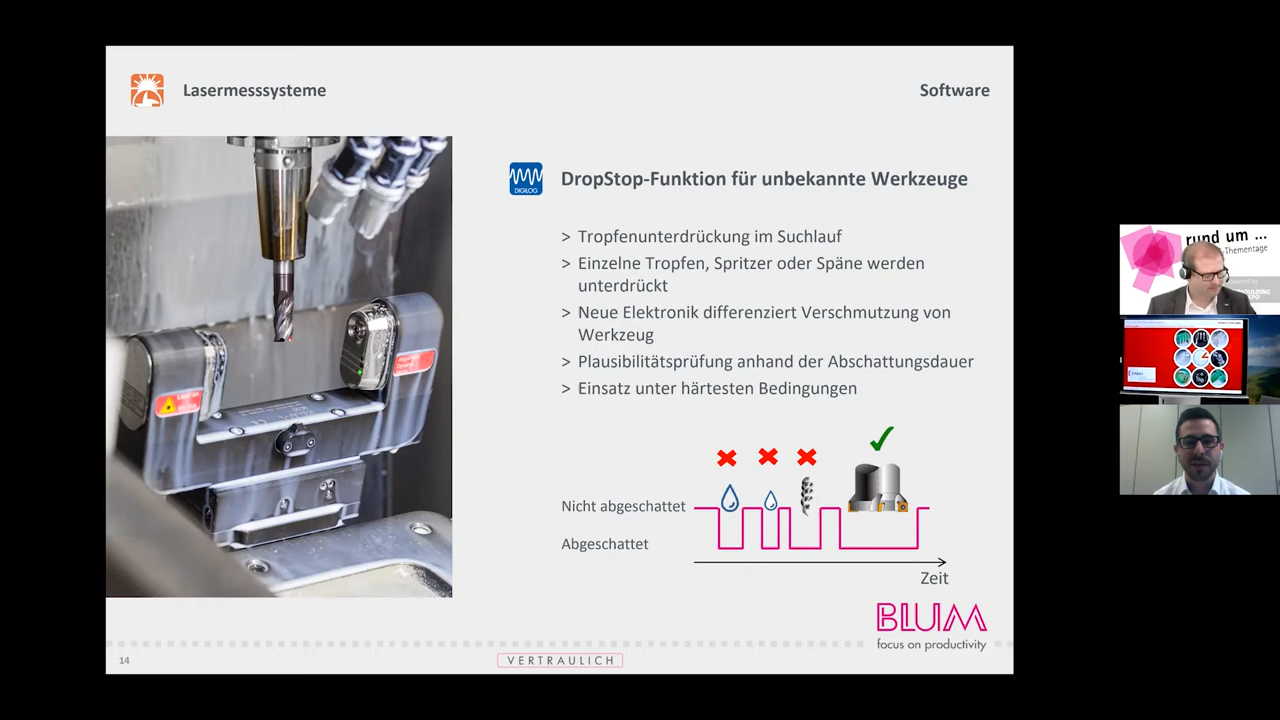 Lasermesssysteme
Software
DIGILOG
DropStop-Funktion für unbekannte Werkzeuge
> Tropfenunterdrückung im Suchlauf
> Einzelne Tropfen, Spritzer oder Späne werden
unterdrückt
> Neue Elektronik differenziert Verschmutzung von
Werkzeug
> Plausibilitätsprüfung anhand der Abschattungsdauer
> Einsatz unter härtesten Bedingungen
Nicht abgeschattet
Abgeschattet
Zeit
BLUM
focus on productivity
14
VERTRAULICH
rund um ...
-Thementage